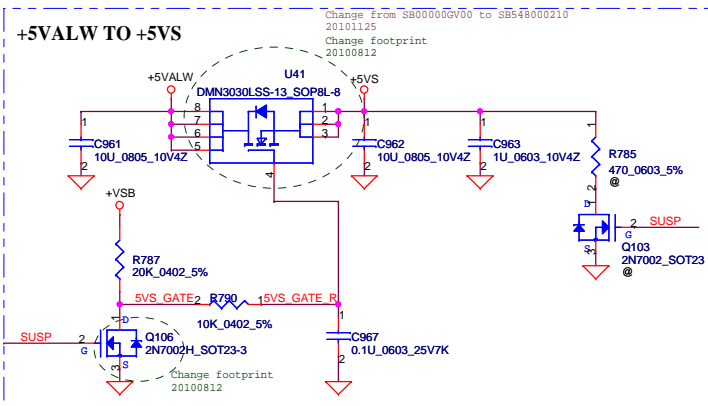 Change from SB00000GV00 to SB548000210
20101125
+5VALW TO +5VS
Change footprint
20100812
U41
+5VALW
+5VS
DMN3030LSS-13_SOP8L-8
8
7
6
5
1
2
3
4
1
C961
2
10U_0805_10V4Z
1
C962
2
10U_0805_10V4Z
1
C963
2
1U_0603_10V4Z
1
R785
470_0603_5%
@
2
+VSB
R787
20K_0402_5%
1
D
SUSP
2
G
S
3
Q103
2N7002_SOT23
@
5VS_GATE
2
R790
1
5VS_GATE_R
10K_0402_5%
1
D
SUSP
2
G
S
3
Q106
2N7002H_SOT23-3
1
C967
2
0.1U_0603_25V7K
Change footprint
20100812